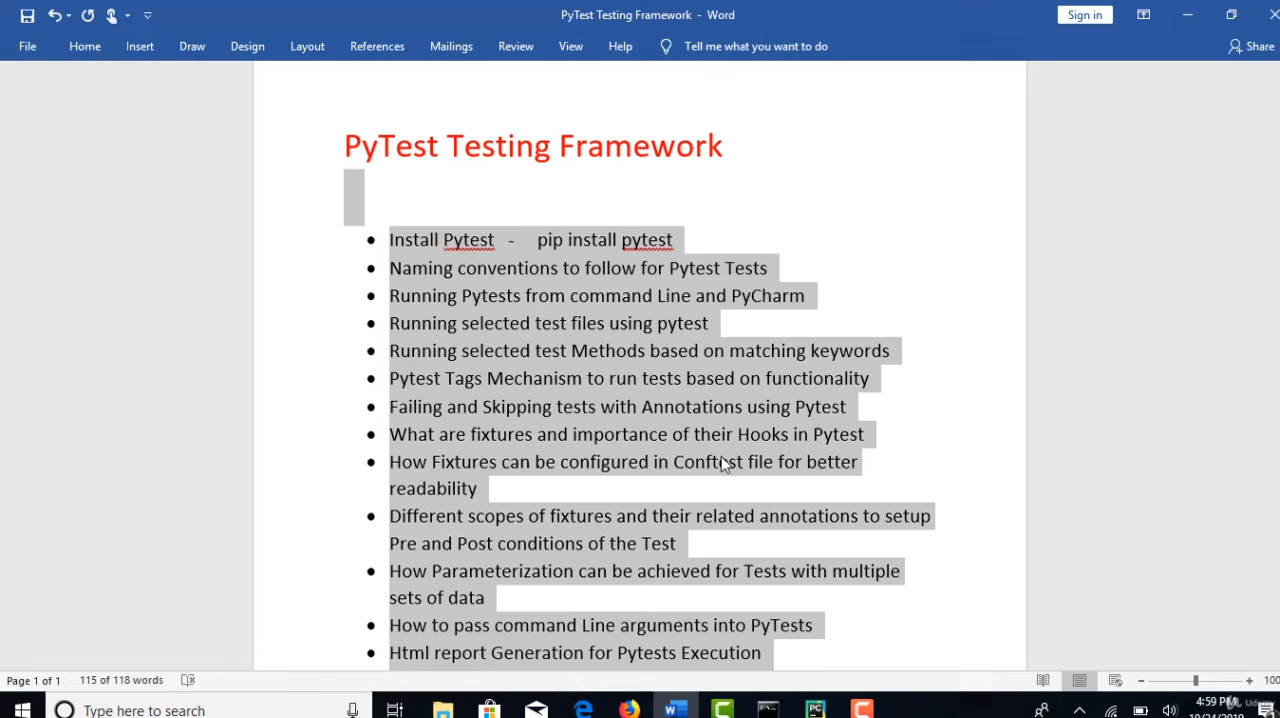 PyTest Testing Framework - Word
Sign in
File Home Insert Draw Design Layout References Mailings Review View Help Tell me what you want to do Share
PyTest Testing Framework
• Install Pytest - pip install pytest
• Naming conventions to follow for Pytest Tests
• Running Pytests from command Line and PyCharm
• Running selected test files using pytest
• Running selected test Methods based on matching keywords
• Pytest Tags Mechanism to run tests based on functionality
• Failing and Skipping tests with Annotations using Pytest
• What are fixtures and importance of their Hooks in Pytest
• How Fixtures can be configured in Conftest file for better
readability
• Different scopes of fixtures and their related annotations to setup
Pre and Post conditions of the Test
• How Parameterization can be achieved for Tests with multiple
sets of data
• How to pass command Line arguments into PyTests
• Html report Generation for Pytests Execution
Page 1 of 1 115 of 118 words
100
Type here to search
4:59 PM